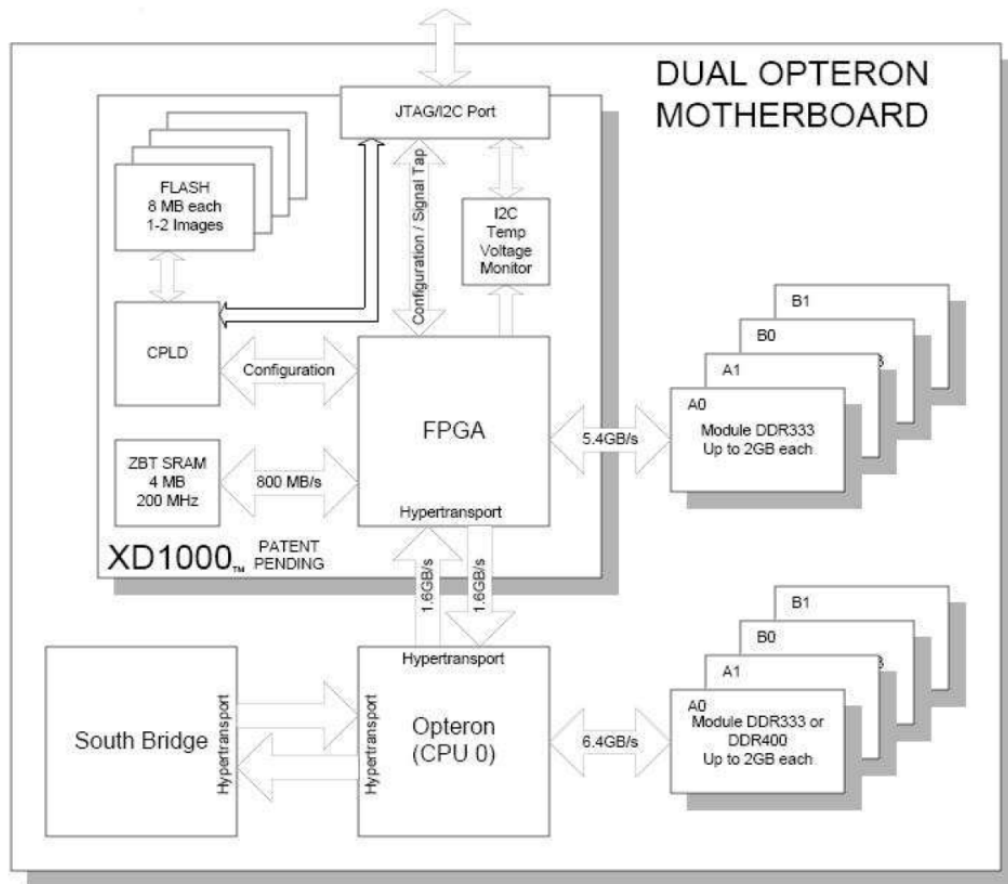 DUAL OPTERON
MOTHERBOARD
JTAG/I2C Port
FLASH
8 MB each
1-2 Images
Configuration / Signal Tap
I2C
Temp
Voltage
Monitor
CPLD
Configuration
FPGA
Hypertransport
ZBT SRAM
4 MB
200 MHz
800 MB/s
5.4GB/s
B1
B0
A1
A0
Module DDR333
Up to 2GB each
XD1000™
PATENT
PENDING
1.6GB/s
1.6GB/s
South Bridge
Hypertransport
Hypertransport
Hypertransport
Opteron
(CPU 0)
6.4GB/s
B1
B0
A1
A0
Module DDR333 or
DDR400
Up to 2GB each